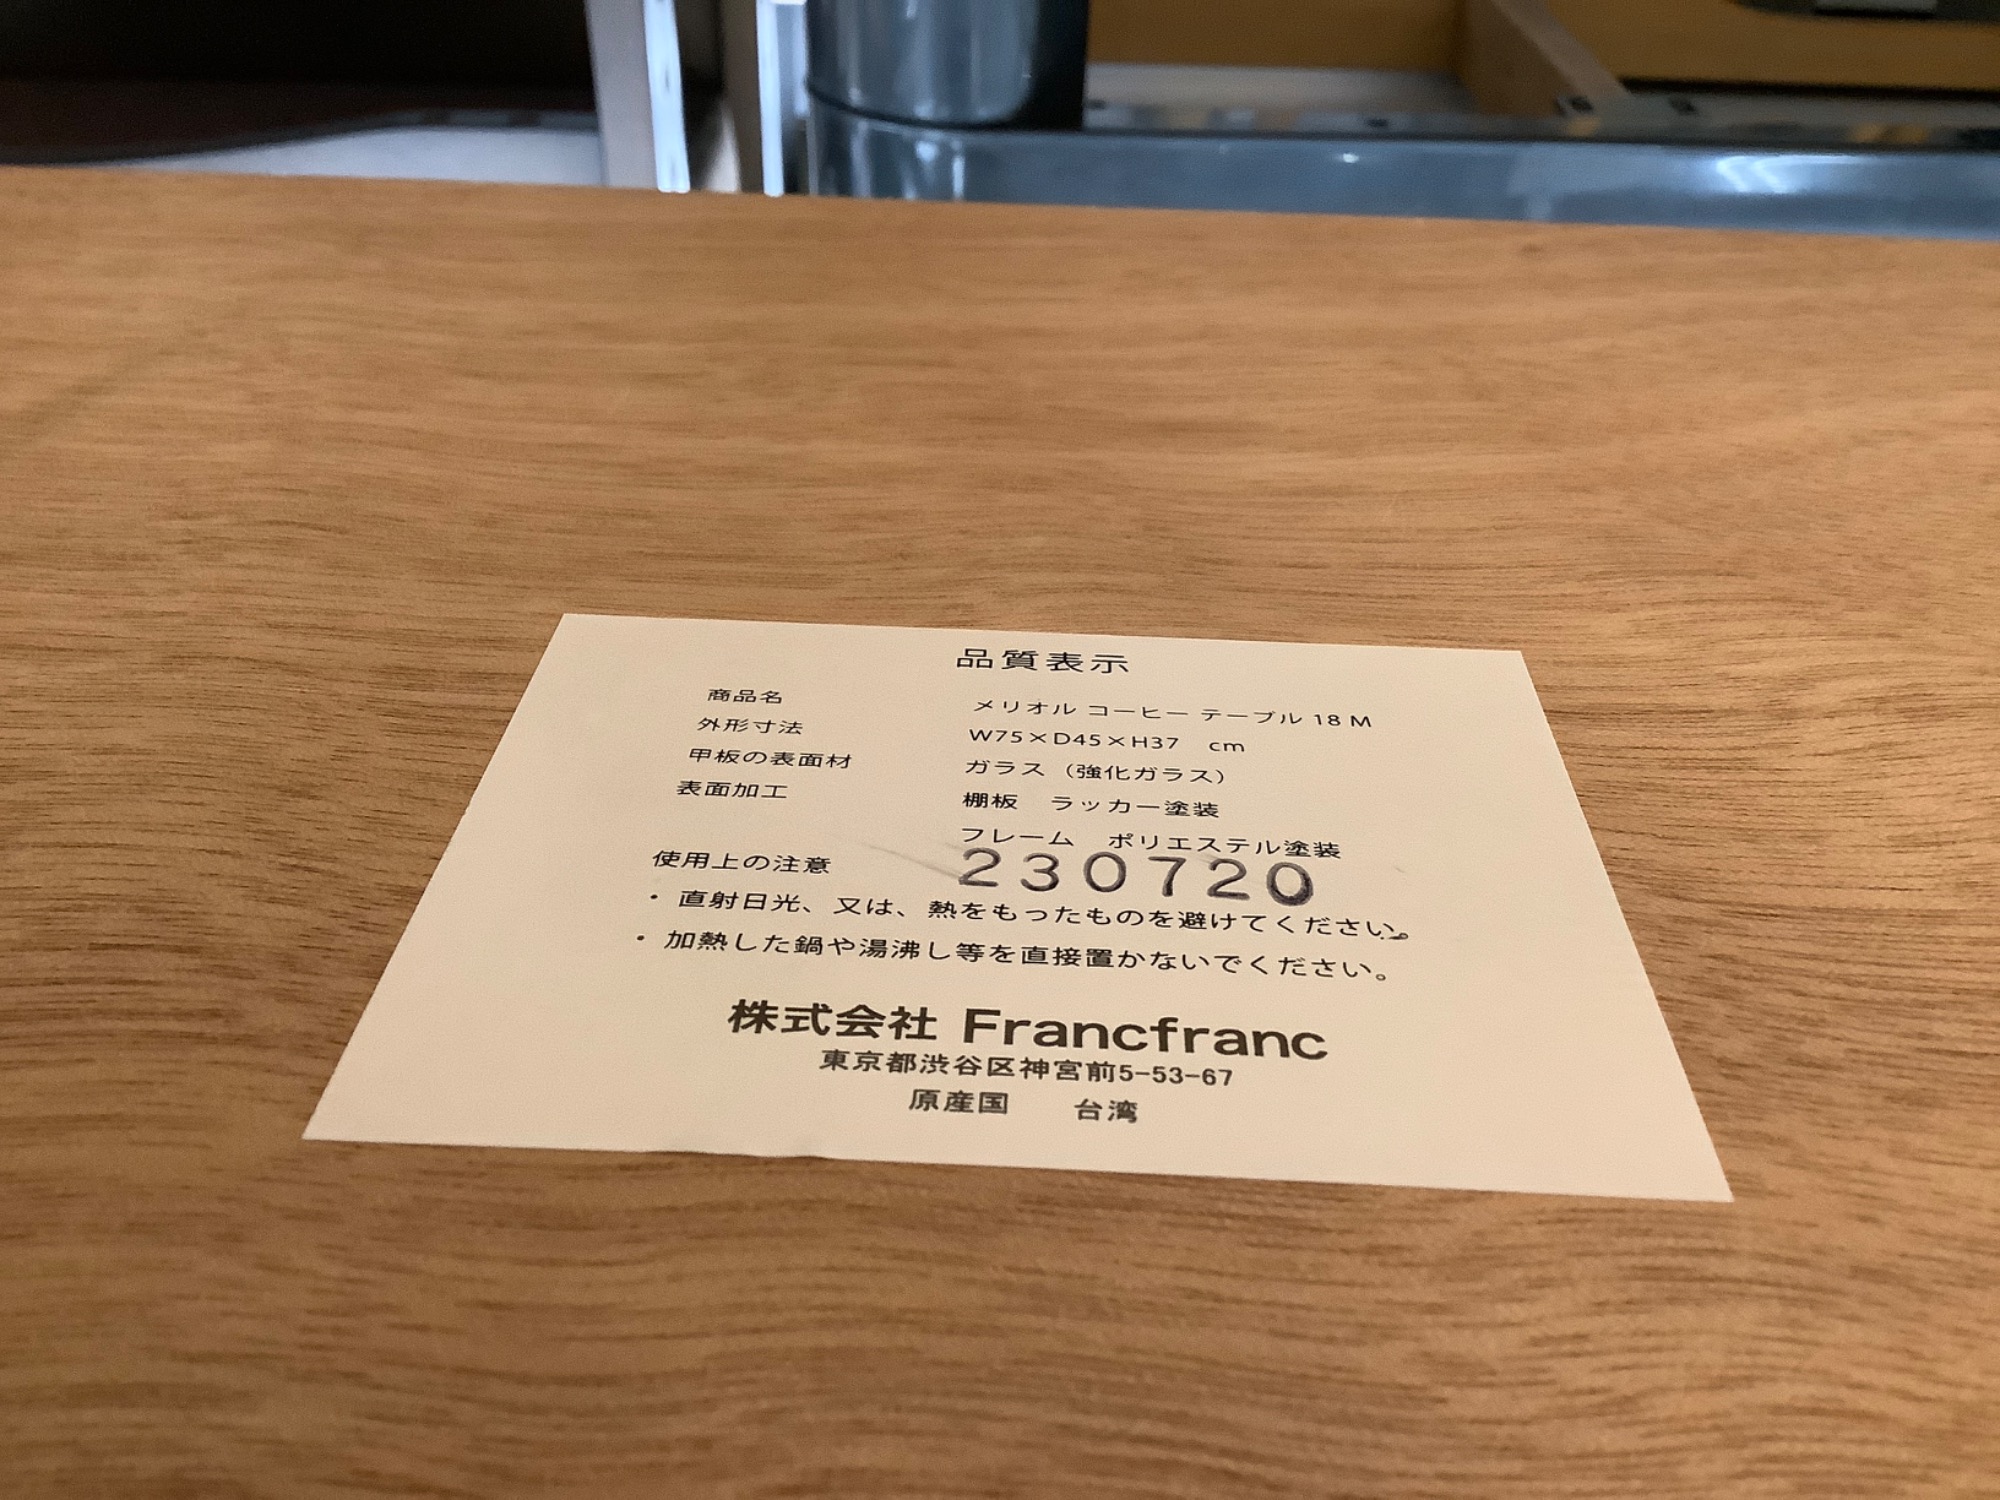 品質表示
商品名 メリオル コーヒー テーブル 18 M
外形寸法 W75×D45×H37 cm
甲板の表面材 ガラス（強化ガラス）
表面加工 棚板 ラッカー塗装
フレーム ポリエステル塗装
使用上の注意 230720
・直射日光、又は、熱をもったものを避けてください。
・加熱した鍋や湯沸し等を直接置かないでください。
株式会社 Francfranc
東京都渋谷区神宮前5-53-67
原産国 台湾